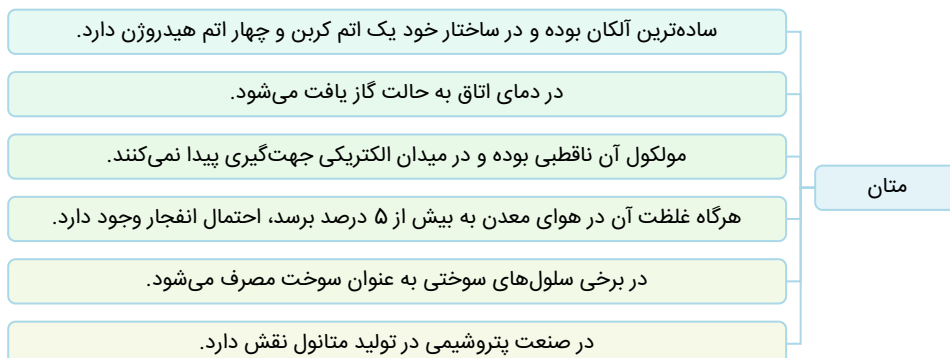 متان
ساده‌ترین آلکان بوده و در ساختار خود یک اتم کربن و چهار اتم هیدروژن دارد.
در دمای اتاق به حالت گاز یافت می‌شود.
مولکول آن ناقطبی بوده و در میدان الکتریکی جهت‌گیری پیدا نمی‌کنند.
هرگاه غلظت آن در هوای معدن به بیش از ۵ درصد برسد، احتمال انفجار وجود دارد.
در برخی سلول‌های سوختی به عنوان سوخت مصرف می‌شود.
در صنعت پتروشیمی در تولید متانول نقش دارد.